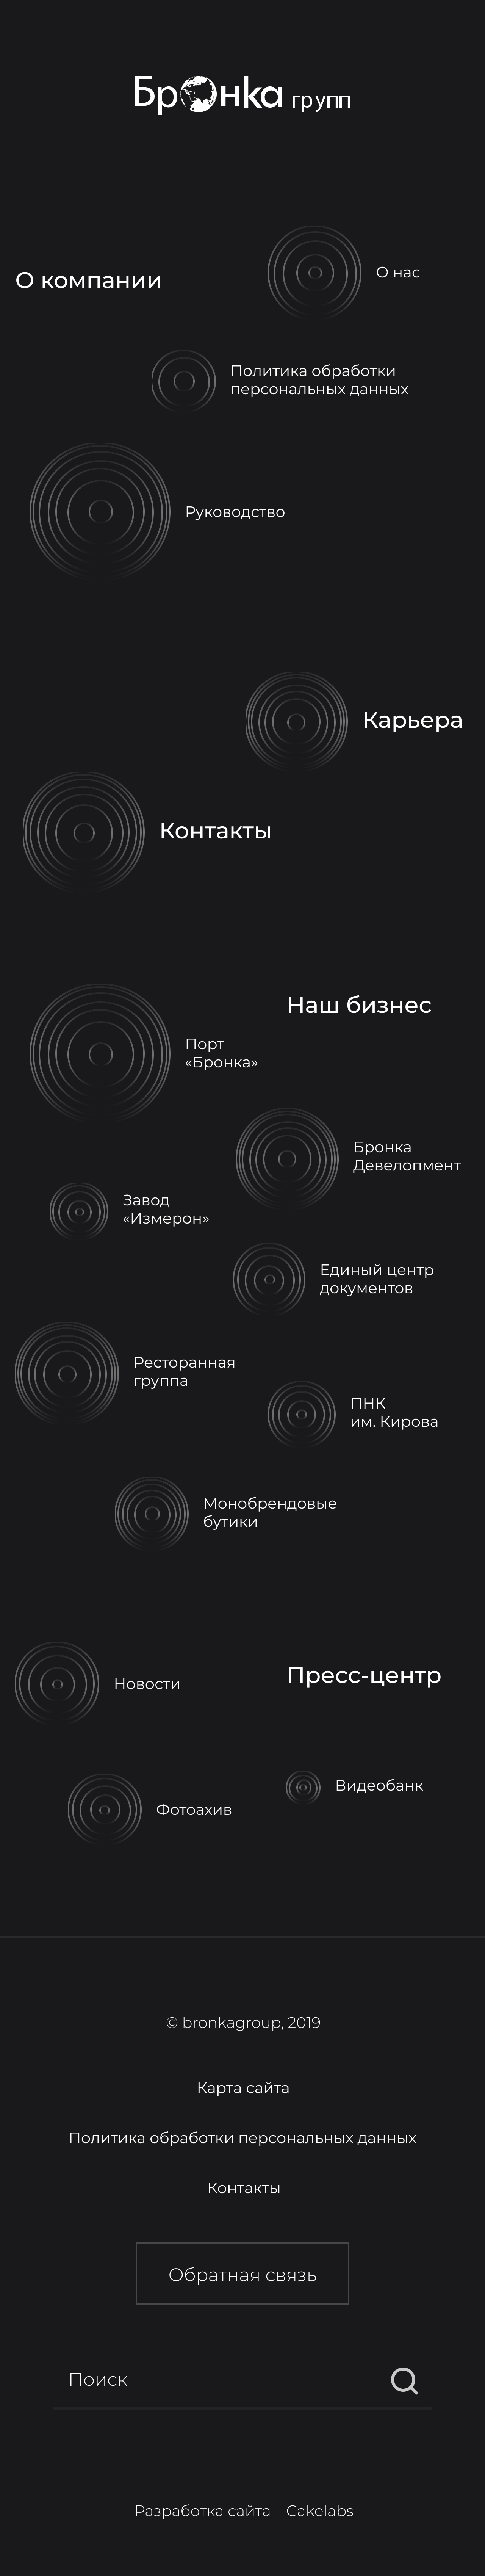 Бронка групп
О компании
О нас
Политика обработки
персональных данных
Руководство
Карьера
Контакты
Наш бизнес
Порт
«Бронка»
Бронка
Девелопмент
Завод
«Измерон»
Единый центр
документов
Ресторанная
группа
ПНК
им. Кирова
Монобрендовые
бутики
Пресс-центр
Новости
Видеобанк
Фотоахив
© bronkagroup, 2019
Карта сайта
Политика обработки персональных данных
Контакты
Обратная связь
Поиск
Разработка сайта – Cakelabs